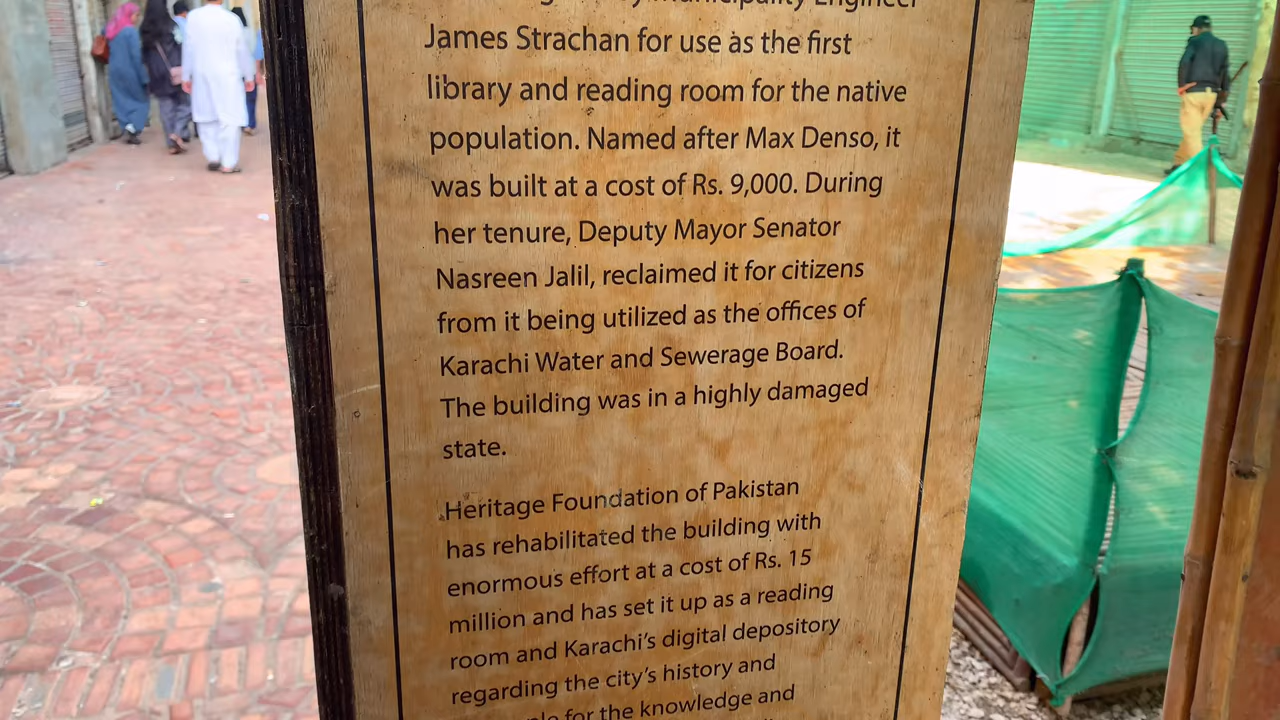 Municipality Engineer
James Strachan for use as the first
library and reading room for the native
population. Named after Max Denso, it
was built at a cost of Rs. 9,000. During
her tenure, Deputy Mayor Senator
Nasreen Jalil, reclaimed it for citizens
from it being utilized as the offices of
Karachi Water and Sewerage Board.
The building was in a highly damaged
state.
Heritage Foundation of Pakistan
has rehabilitated the building with
enormous effort at a cost of Rs. 15
million and has set it up as a reading
room and Karachi's digital depository
regarding the city's history and
for the knowledge and